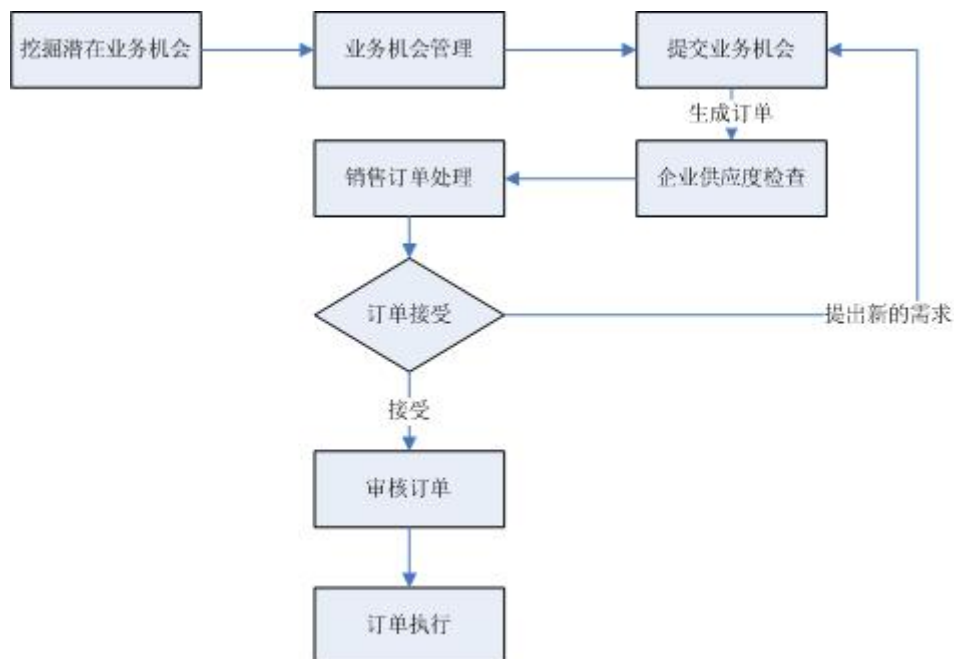 挖掘潜在业务机会
业务机会管理
提交业务机会
生成订单
销售订单处理
企业供应度检查
订单接受
提出新的需求
接受
审核订单
订单执行